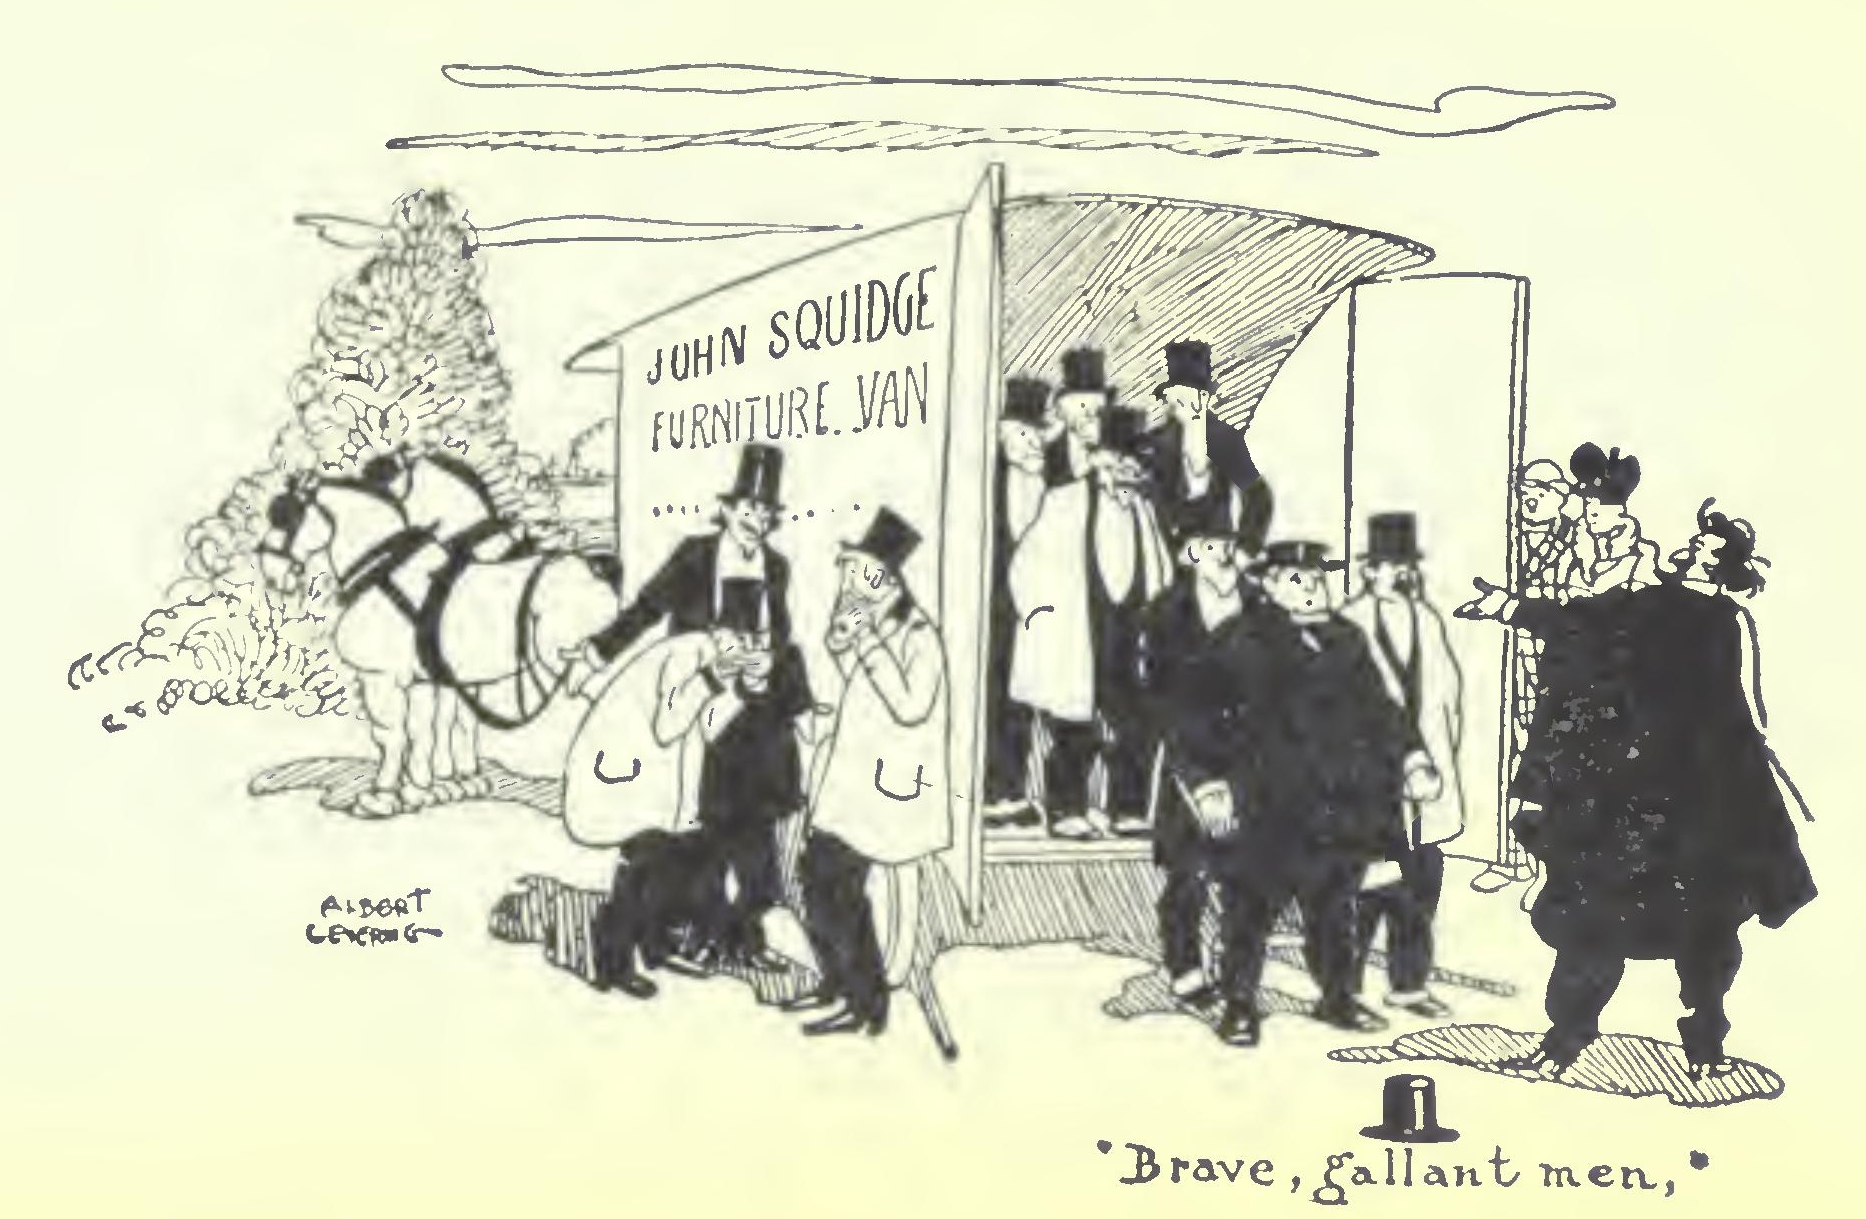 JOHN SQUIDGE
FURNITURE. VAN
ALBERT
LEVERING
"Brave, gallant men,"